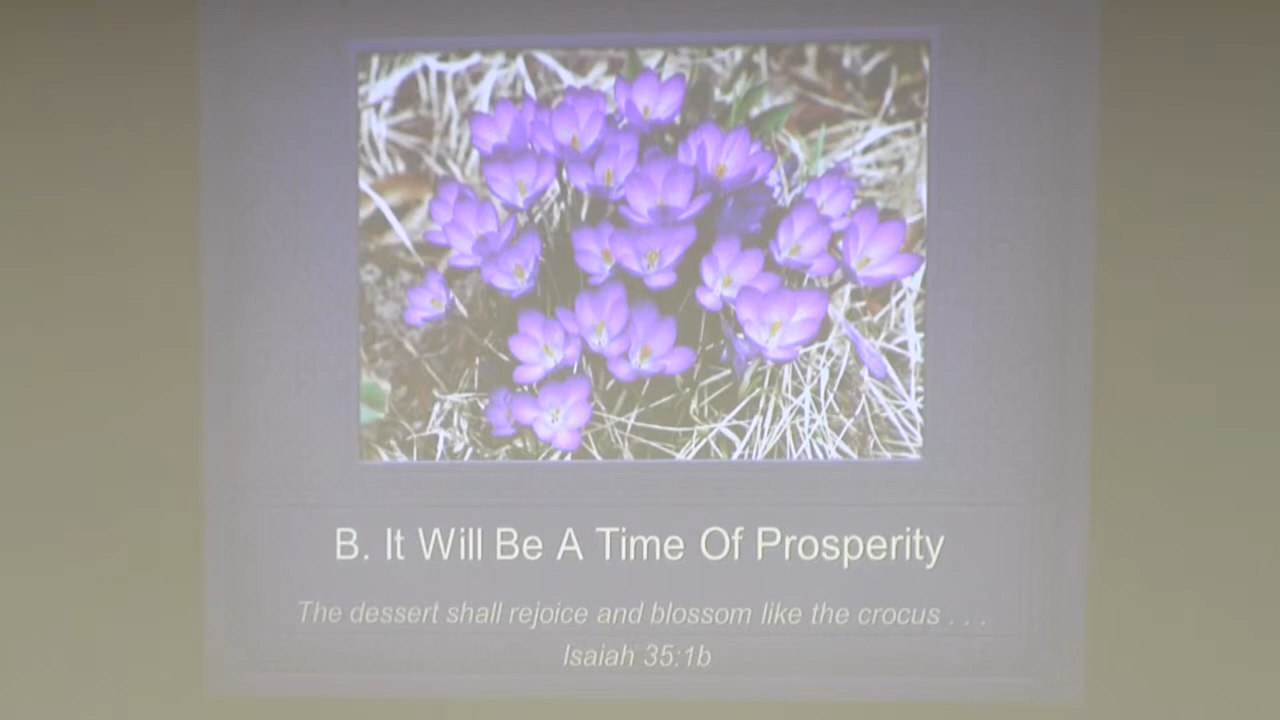 B. It Will Be A Time Of Prosperity
The dessert shall rejoice and blossom like the crocus . . .
Isaiah 35:1b